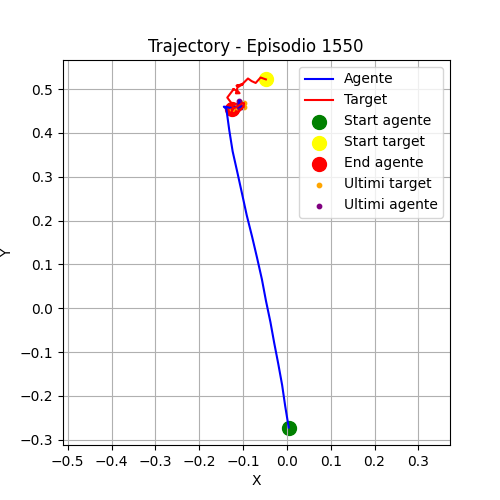 Trajectory - Episodio 1550
Agente
Target
Start agente
Start target
End agente
Ultimi target
Ultimi agente
0.5
0.4
0.3
0.2
0.1
0.0
−0.1
−0.2
−0.3
Y
−0.5 −0.4 −0.3 −0.2 −0.1 0.0 0.1 0.2 0.3
X